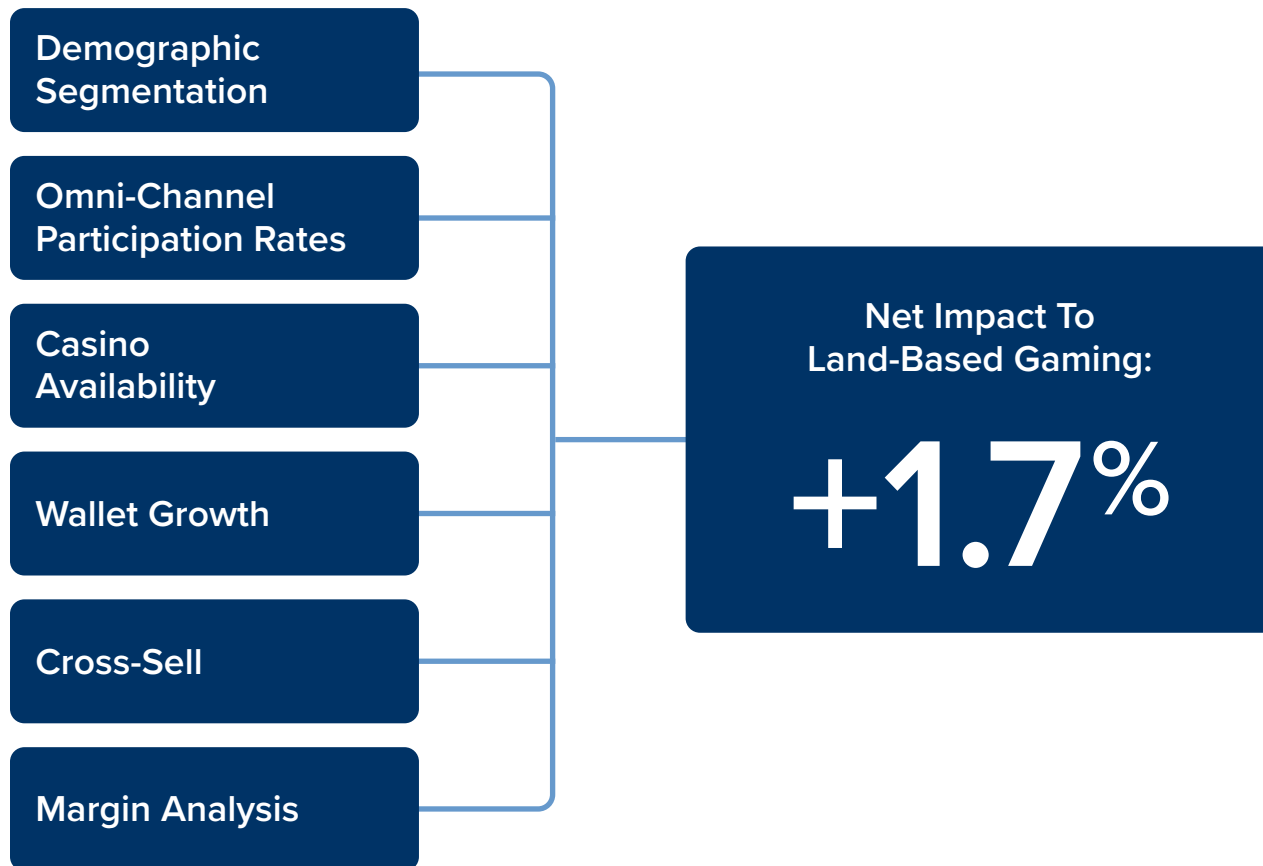 Demographic
Segmentation
Omni-Channel
Participation Rates
Casino
Availability
Wallet Growth
Cross-Sell
Margin Analysis
Net Impact To
Land-Based Gaming:
+1.7%